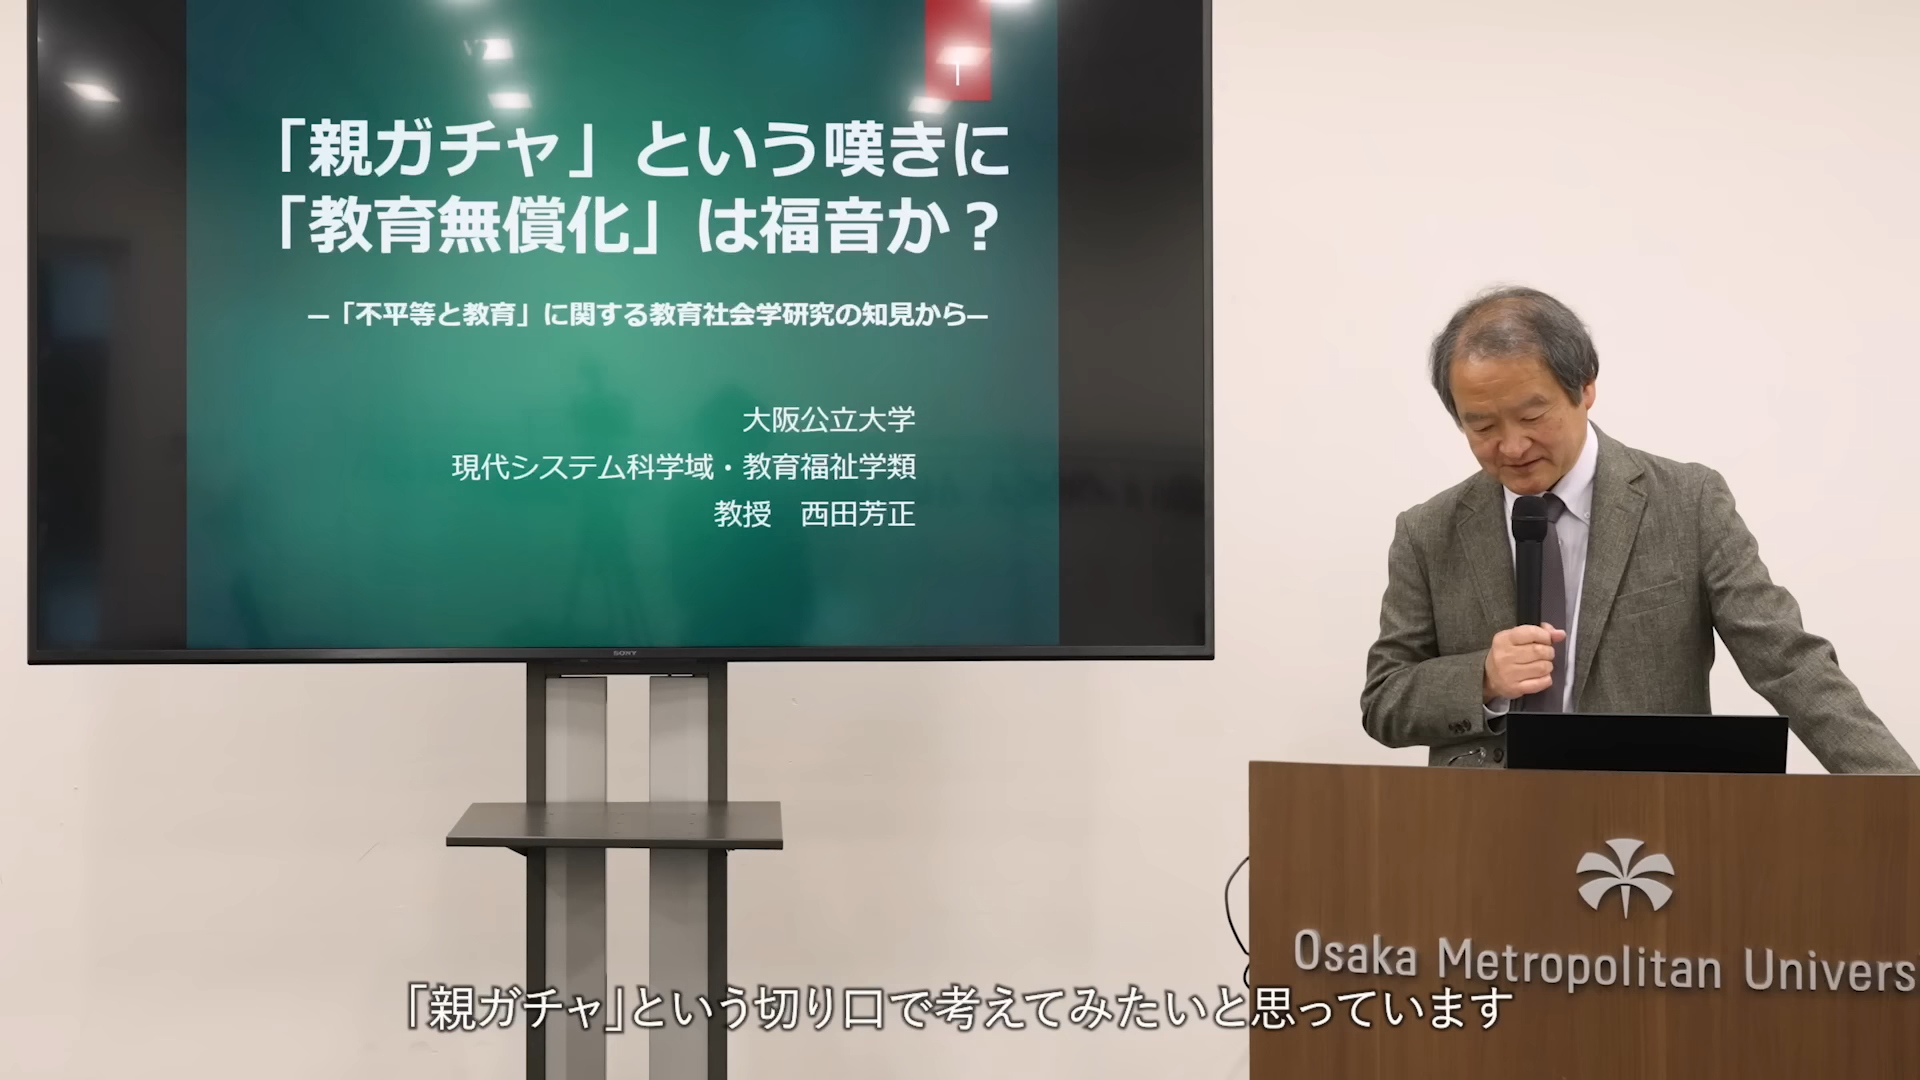 1
「親ガチャ」という嘆きに
「教育無償化」は福音か？
―「不平等と教育」に関する教育社会学研究の知見から―
大阪公立大学
現代システム科学域・教育福祉学類
教授　西田芳正
SONY
Osaka Metropolitan Univers
「親ガチャ」という切り口で考えてみたいと思っています